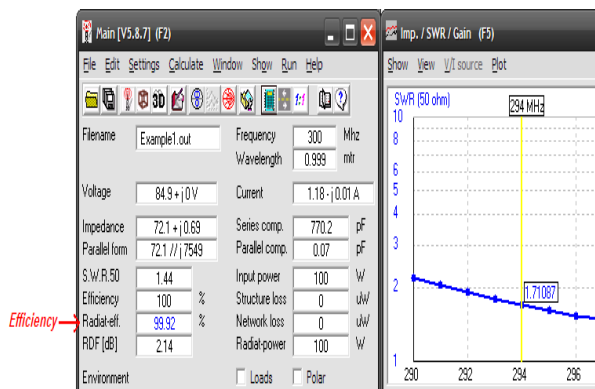 Main [V5.8.7] (F2)
File Edit Settings Calculate Window Show Run Help
3D 1:1
Filename Example1.out Frequency 300 Mhz
Wavelength 0.999 mtr
Voltage 84.9 + j 0 V Current 1.18 - j 0.01 A
Impedance 72.1 + j 0.69 Series comp. 770.2 pF
Parallel form 72.1 // j 7549 Parallel comp. 0.07 pF
S.W.R.50 1.44 Input power 100 W
Efficiency 100 % Structure loss 0 uW
Efficiency Radiat-eff. 99.92 % Network loss 0 uW
RDF [dB] 2.14 Radiat-power 100 W
Environment Loads Polar
Imp. / SWR / Gain (F5)
Show View V/I source Plot
SWR (50 ohm) 294 MHz
10
6
5
4
3
2
1.71087
1
290 292 294 296